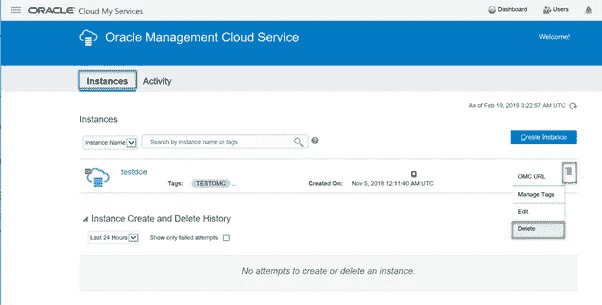 ORACLE Cloud My Services
Dashboard
Users
Oracle Management Cloud Service
Welcome!
Instances
Activity
As of Feb 19, 2019 3:22:57 AM UTC
Instances
Instance Name
Search by instance name or tags
Create Instance
testdoe
Tags: TESTOMC ...
Created On: Nov 5, 2018 12:11:40 AM UTC
OMC URL
Manage Tags
Edit
Delete
Instance Create and Delete History
Last 24 Hours
Show only failed attempts
No attempts to create or delete an instance.